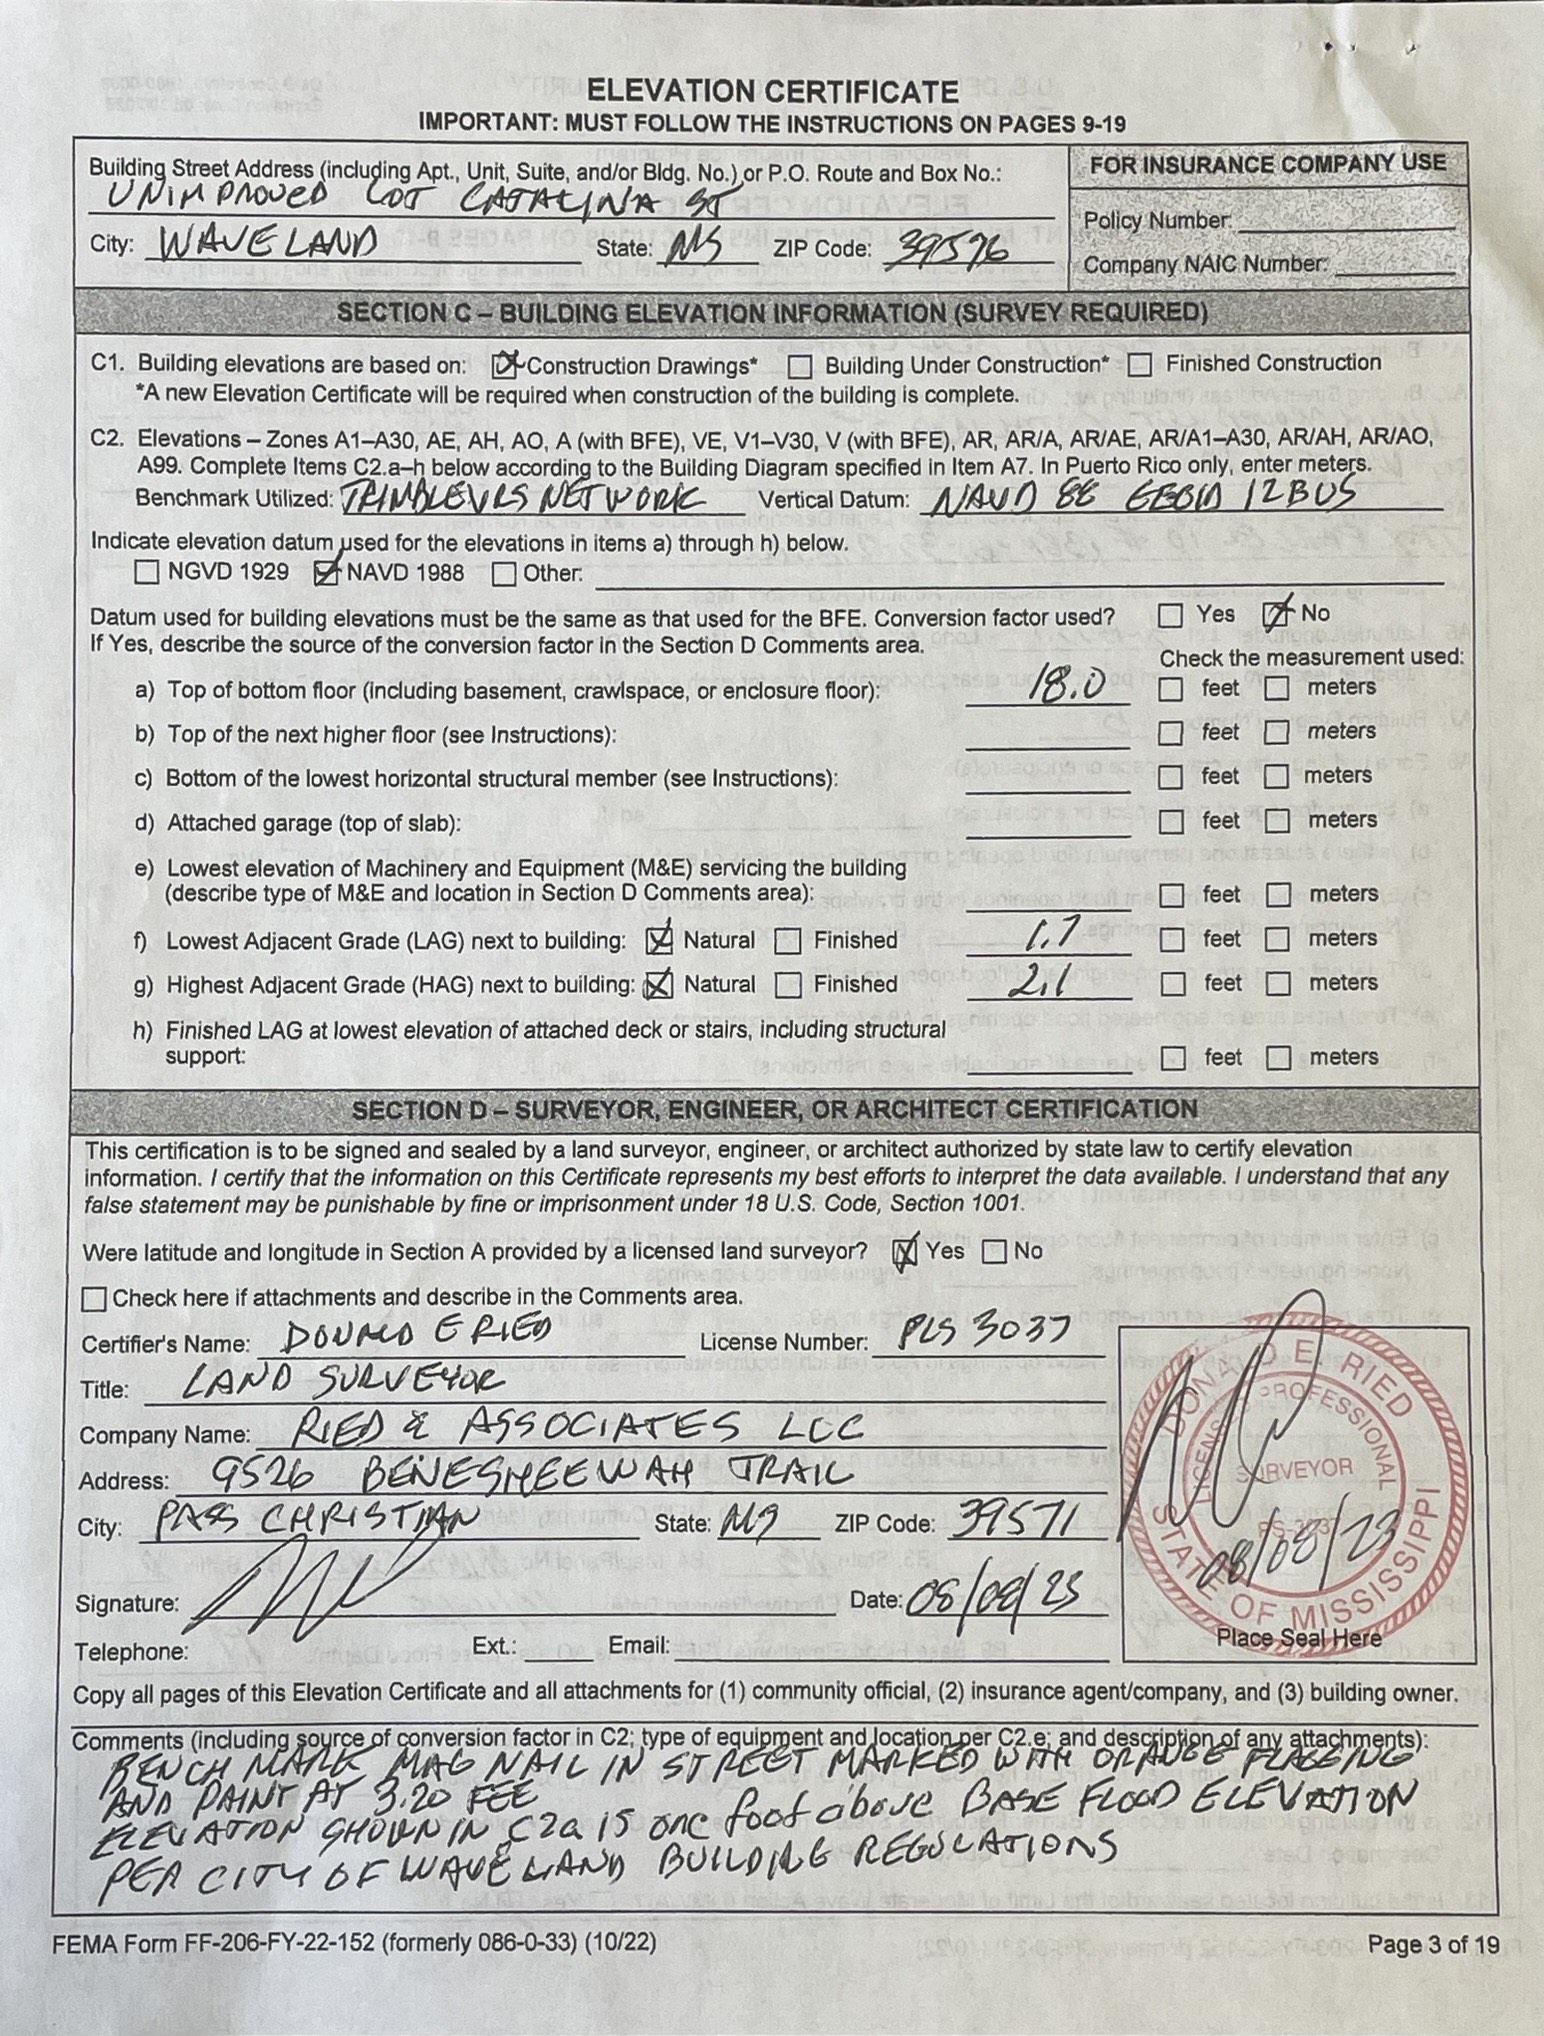 ELEVATION CERTIFICATE
IMPORTANT: MUST FOLLOW THE INSTRUCTIONS ON PAGES 9-19
Building Street Address (including Apt., Unit, Suite, and/or Bldg. No.) or P.O. Route and Box No.:
UNIMPROVED LOT CATALINA ST
City: WAVELAND State: MS ZIP Code: 39576
FOR INSURANCE COMPANY USE
Policy Number:
Company NAIC Number:
SECTION C – BUILDING ELEVATION INFORMATION (SURVEY REQUIRED)
C1. Building elevations are based on: ☒ Construction Drawings* ☐ Building Under Construction* ☐ Finished Construction
*A new Elevation Certificate will be required when construction of the building is complete.
C2. Elevations – Zones A1–A30, AE, AH, AO, A (with BFE), VE, V1–V30, V (with BFE), AR, AR/A, AR/AE, AR/A1–A30, AR/AH, AR/AO,
A99. Complete Items C2.a–h below according to the Building Diagram specified in Item A7. In Puerto Rico only, enter meters.
Benchmark Utilized: TRIMBLE VRS NETWORK Vertical Datum: NAVD 88 GEOID 12BUS
Indicate elevation datum used for the elevations in items a) through h) below.
☐ NGVD 1929 ☒ NAVD 1988 ☐ Other:
Datum used for building elevations must be the same as that used for the BFE. Conversion factor used? ☐ Yes ☒ No
If Yes, describe the source of the conversion factor in the Section D Comments area.
Check the measurement used:
a) Top of bottom floor (including basement, crawlspace, or enclosure floor): 18.0 ☐ feet ☐ meters
b) Top of the next higher floor (see Instructions): ☐ feet ☐ meters
c) Bottom of the lowest horizontal structural member (see Instructions): ☐ feet ☐ meters
d) Attached garage (top of slab): ☐ feet ☐ meters
e) Lowest elevation of Machinery and Equipment (M&E) servicing the building
(describe type of M&E and location in Section D Comments area): ☐ feet ☐ meters
f) Lowest Adjacent Grade (LAG) next to building: ☒ Natural ☐ Finished 1.7 ☐ feet ☐ meters
g) Highest Adjacent Grade (HAG) next to building: ☒ Natural ☐ Finished 2.1 ☐ feet ☐ meters
h) Finished LAG at lowest elevation of attached deck or stairs, including structural
support: ☐ feet ☐ meters
SECTION D – SURVEYOR, ENGINEER, OR ARCHITECT CERTIFICATION
This certification is to be signed and sealed by a land surveyor, engineer, or architect authorized by state law to certify elevation
information. I certify that the information on this Certificate represents my best efforts to interpret the data available. I understand that any
false statement may be punishable by fine or imprisonment under 18 U.S. Code, Section 1001.
Were latitude and longitude in Section A provided by a licensed land surveyor? ☒ Yes ☐ No
☐ Check here if attachments and describe in the Comments area.
Certifier's Name: DONALD E RIED License Number: PLS 3037
Title: LAND SURVEYOR
Company Name: RIED & ASSOCIATES LLC
Address: 9526 BENESHEEWAH TRAIL
City: PASS CHRISTIAN State: MS ZIP Code: 39571
Signature: Date: 08/08/23
Telephone: Ext.: Email:
DONALD E. RIED
LICENSED PROFESSIONAL
SURVEYOR
PS-3037
08/08/23
STATE OF MISSISSIPPI
Place Seal Here
Copy all pages of this Elevation Certificate and all attachments for (1) community official, (2) insurance agent/company, and (3) building owner.
Comments (including source of conversion factor in C2; type of equipment and location per C2.e; and description of any attachments):
BENCH MARK MAG NAIL IN STREET MARKED WITH ORANGE FLAGGING
AND PAINT AT 3.20 FEE
ELEVATION SHOWN IN C2a IS one foot above BASE FLOOD ELEVATION
PER CITY OF WAVELAND BUILDING REGULATIONS
FEMA Form FF-206-FY-22-152 (formerly 086-0-33) (10/22) Page 3 of 19